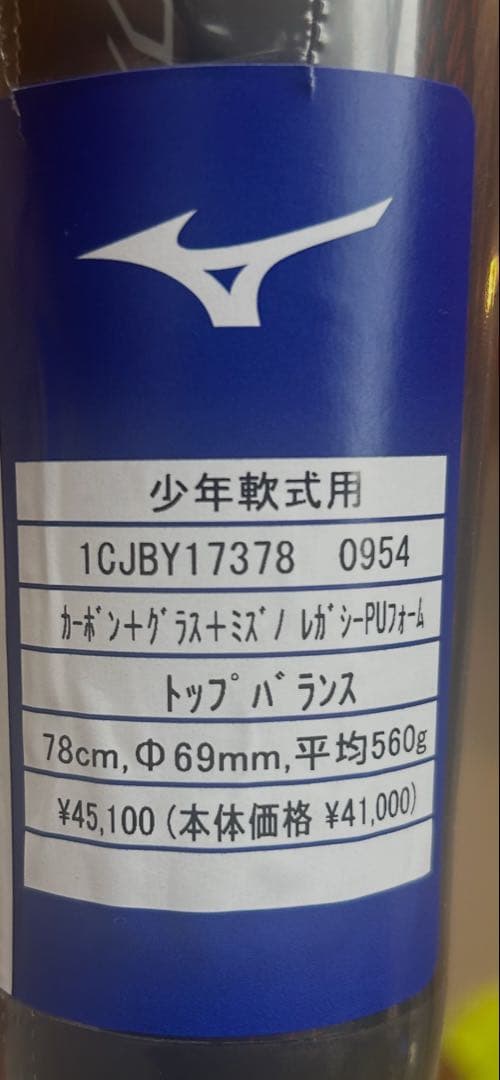 少年軟式用
1CJBY17378 0954
ｶｰﾎﾞﾝ+ｸﾞﾗｽ+ﾐｽﾞﾉ ﾚｶﾞｼｰPUﾌｫｰﾑ
トップバランス
78cm,Φ69mm,平均560g
¥45,100 (本体価格 ¥41,000)